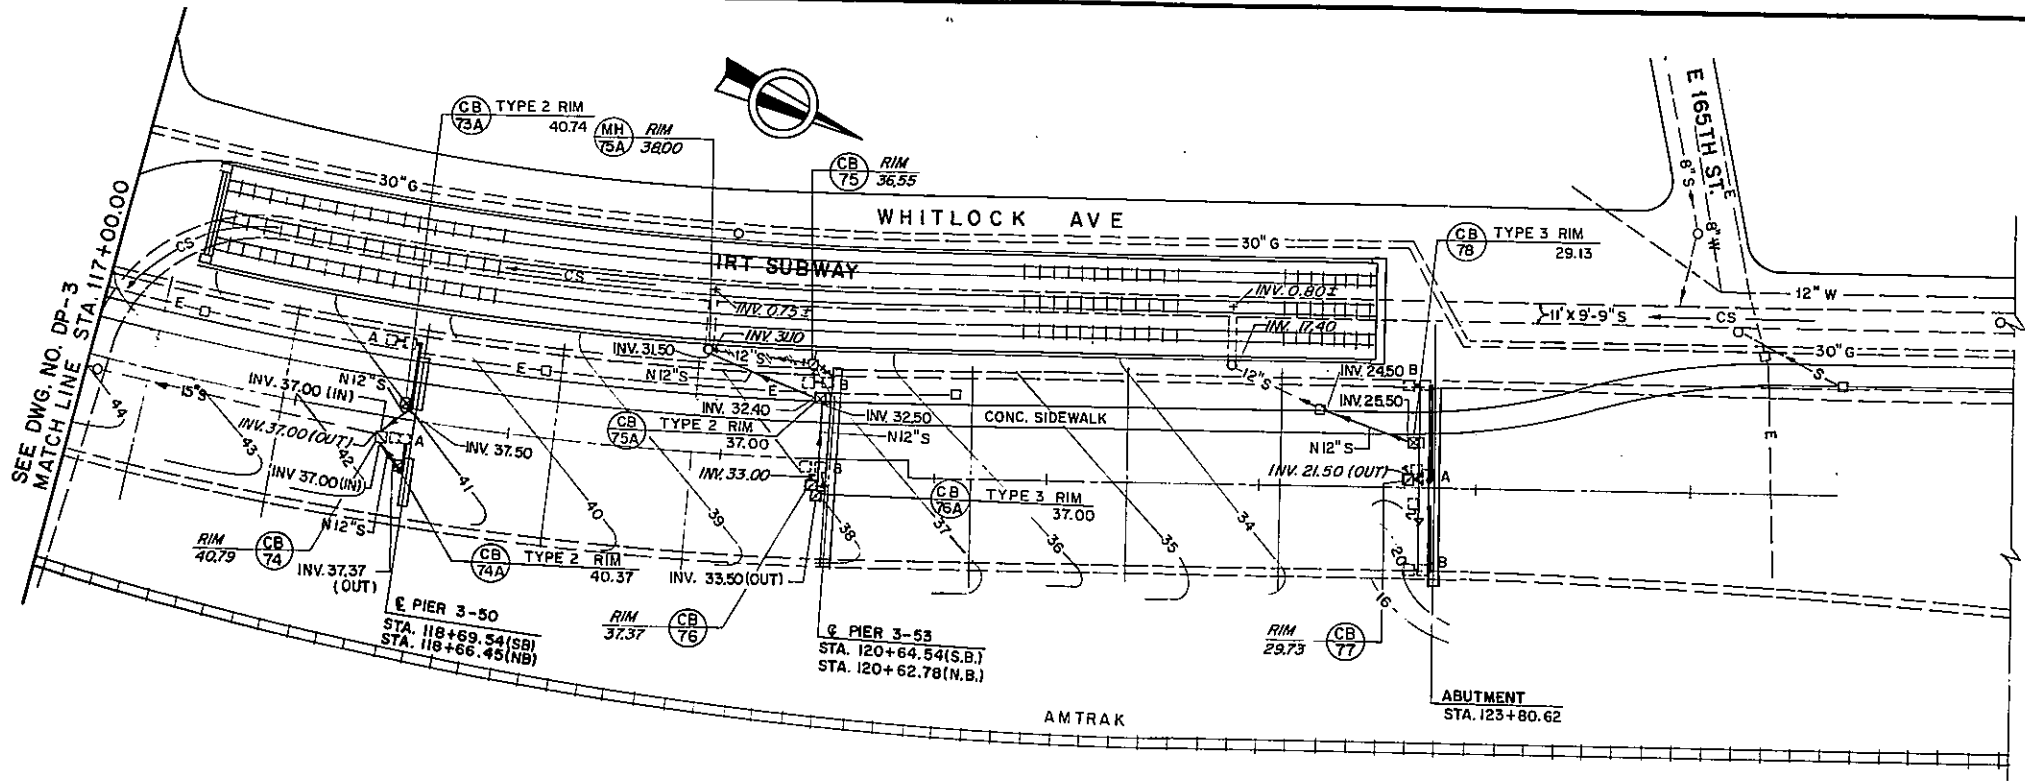 CB 73A TYPE 2 RIM 40.74
MH 75A RIM 38.00
CB 75 RIM 36.55
E 165TH ST.
E
8"S
8"W
30"G
WHITLOCK AVE
30"G
CB 78 TYPE 3 RIM 29.13
SEE DWG. NO. DP-3
MATCH LINE STA. 117+00.00
CS
CS
IRT SUBWAY
INV. 0.75±
INV. 0.80±
12" W
11' X 9'-9" S
CS
30"G
E
A
INV. 31.50
INV. 31.10
12"S
INV. 17.40
N12"S
E
N12"S
E
B
12"S
INV. 24.50
B
INV. 25.50
S
44
15"S
INV. 37.00 (IN)
INV. 37.00 (OUT)
INV. 32.40
INV. 32.50
CONC. SIDEWALK
CB 75A TYPE 2 RIM 37.00
N12"S
N12"S
E
43
42
A
INV. 37.50
INV. 37.00 (IN)
INV. 33.00
B
INV. 21.50 (OUT)
A
41
40
39
38
37
36
35
34
CB 76A TYPE 3 RIM 37.00
N12"S
RIM 40.79 CB 74
CB 74A TYPE 2 RIM 40.37
INV. 37.37
(OUT)
INV. 33.50 (OUT)
20
B
16
℄ PIER 3-50
STA. 118+69.54(SB)
STA. 118+66.45(NB)
RIM 37.37 CB 76
℄ PIER 3-53
STA. 120+64.54(S.B.)
STA. 120+62.78(N.B.)
RIM 29.73 CB 77
ABUTMENT
STA. 123+80.62
AMTRAK